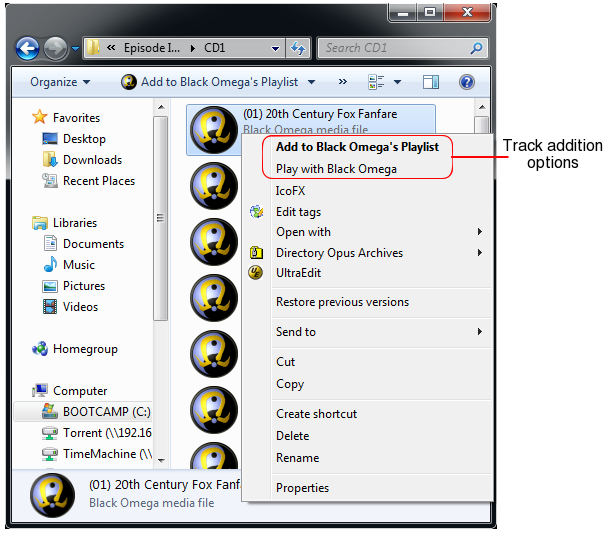 « Episode I... ▸ CD1
Search CD1
Organize
Add to Black Omega's Playlist
»
Favorites
Desktop
Downloads
Recent Places
Libraries
Documents
Music
Pictures
Videos
Homegroup
Computer
BOOTCAMP (C:)
Torrent (\\192.16
TimeMachine (\\
(01) 20th Century Fox Fanfare
Black Omega media file
Add to Black Omega's Playlist
Play with Black Omega
IcoFX
Edit tags
Open with
Directory Opus Archives
UltraEdit
Restore previous versions
Send to
Cut
Copy
Create shortcut
Delete
Rename
Properties
Track addition
options
(01) 20th Century Fox Fanf
Black Omega media file